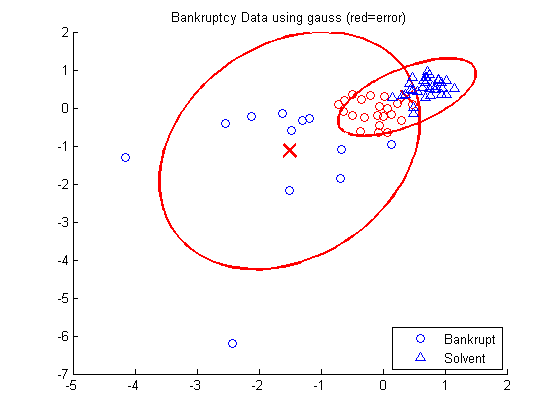 Bankruptcy Data using gauss (red=error)
2
1
0
-1
-2
-3
-4
-5
-6
-7
-5 -4 -3 -2 -1 0 1 2
Bankrupt
Solvent